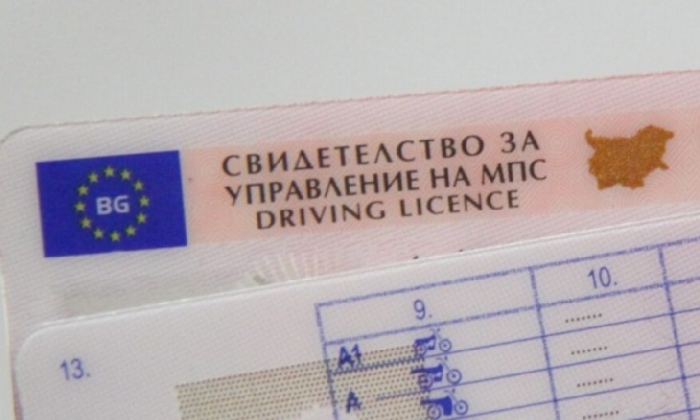 BG
СВИДЕТЕЛСТВО ЗА
УПРАВЛЕНИЕ НА МПС
DRIVING LICENCE
9.
10.
13.
A1
A